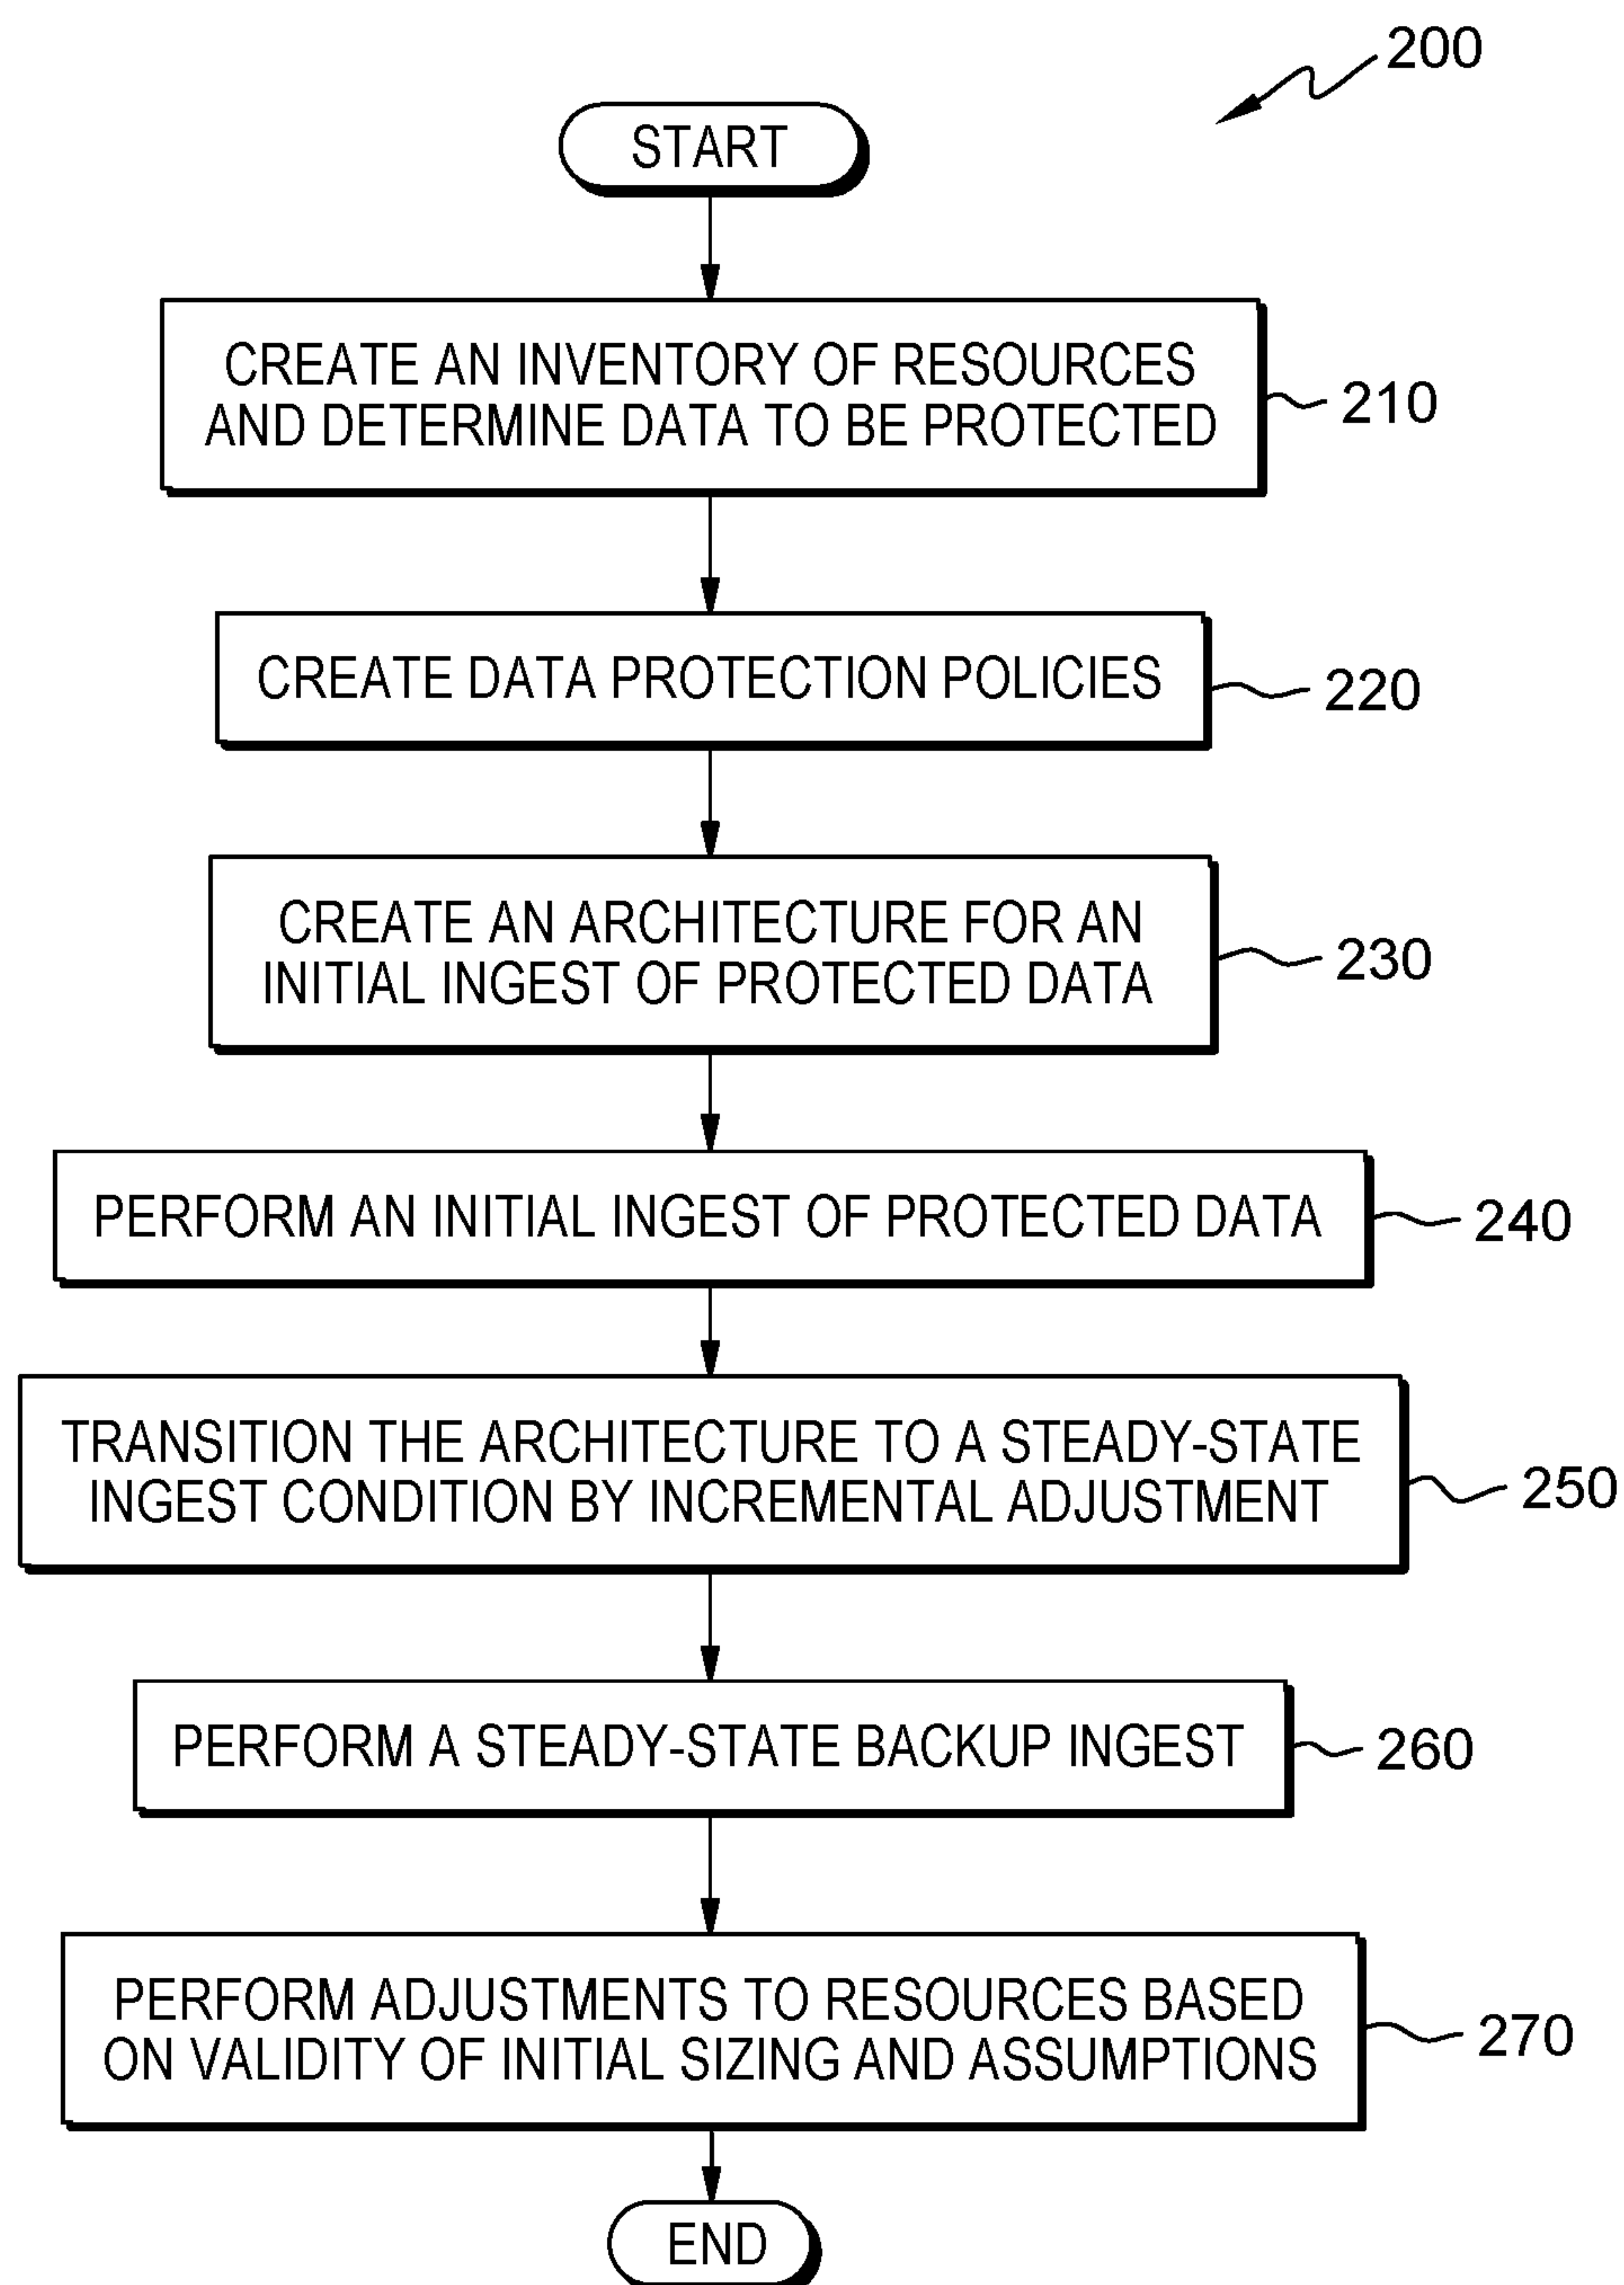 200
START
CREATE AN INVENTORY OF RESOURCES
AND DETERMINE DATA TO BE PROTECTED
210
CREATE DATA PROTECTION POLICIES
220
CREATE AN ARCHITECTURE FOR AN
INITIAL INGEST OF PROTECTED DATA
230
PERFORM AN INITIAL INGEST OF PROTECTED DATA
240
TRANSITION THE ARCHITECTURE TO A STEADY-STATE
INGEST CONDITION BY INCREMENTAL ADJUSTMENT
250
PERFORM A STEADY-STATE BACKUP INGEST
260
PERFORM ADJUSTMENTS TO RESOURCES BASED
ON VALIDITY OF INITIAL SIZING AND ASSUMPTIONS
270
END